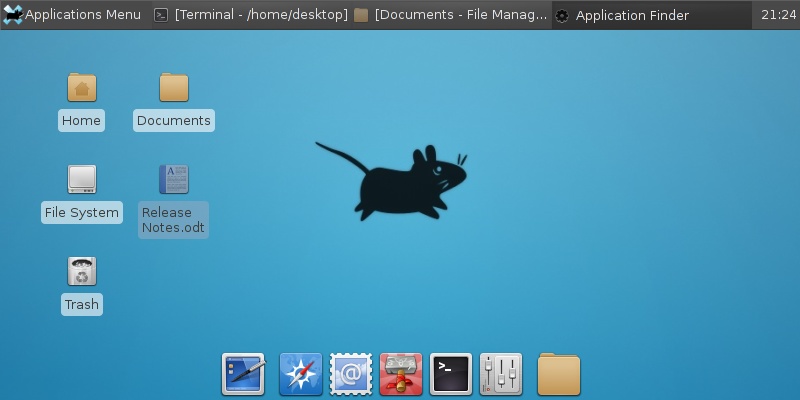 Applications Menu
[Terminal - /home/desktop]
[Documents - File Manag...
Application Finder
21:24
Home
Documents
File System
Release
Notes.odt
Trash
A
@
>_